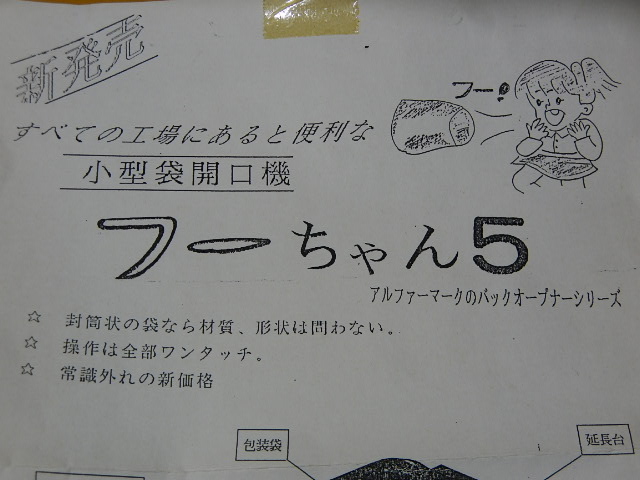 新発売
フー!
すべての工場にあると便利な
小型袋開口機
フーちゃん5
アルファーマークのバックオープナーシリーズ
☆ 封筒状の袋なら材質、形状は問わない。
☆ 操作は全部ワンタッチ。
☆ 常識外れの新価格
包装袋
延長台